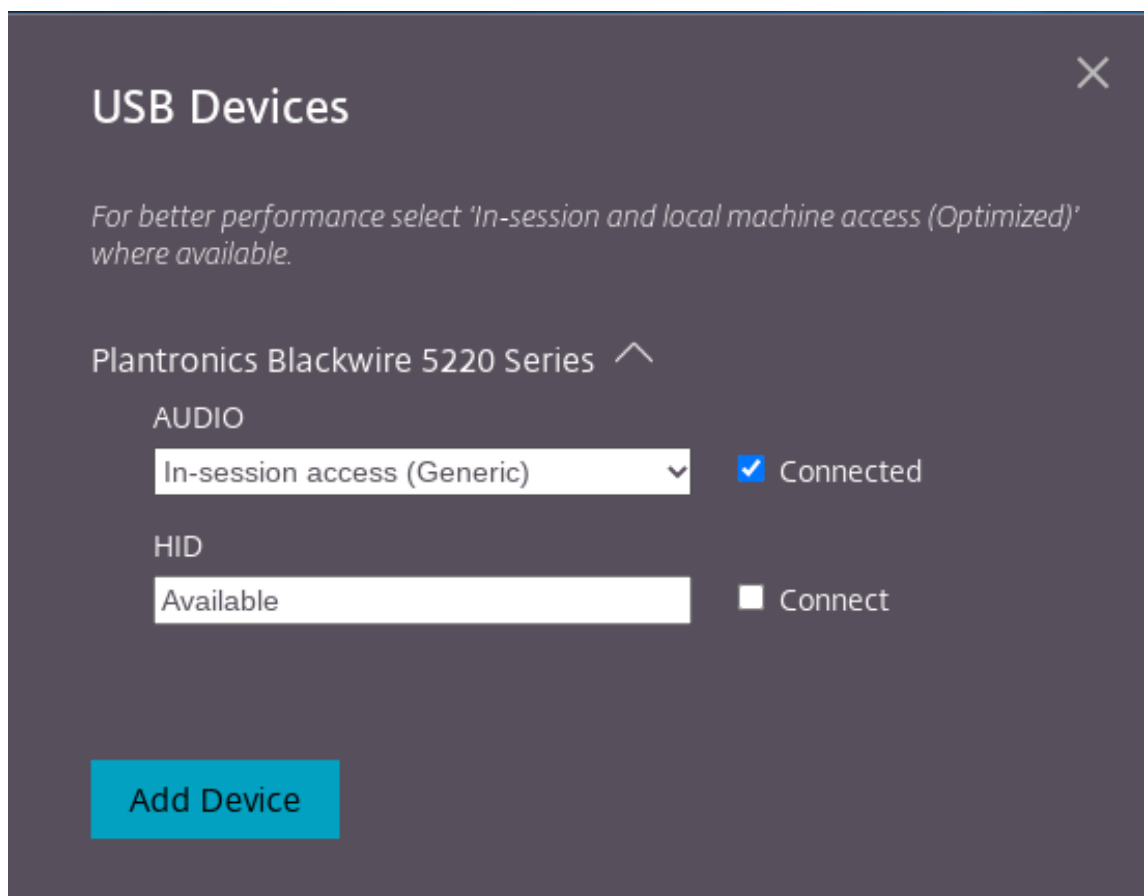 USB Devices
For better performance select 'In-session and local machine access (Optimized)'
where available.
Plantronics Blackwire 5220 Series
AUDIO
In-session access (Generic)
Connected
HID
Available
Connect
Add Device